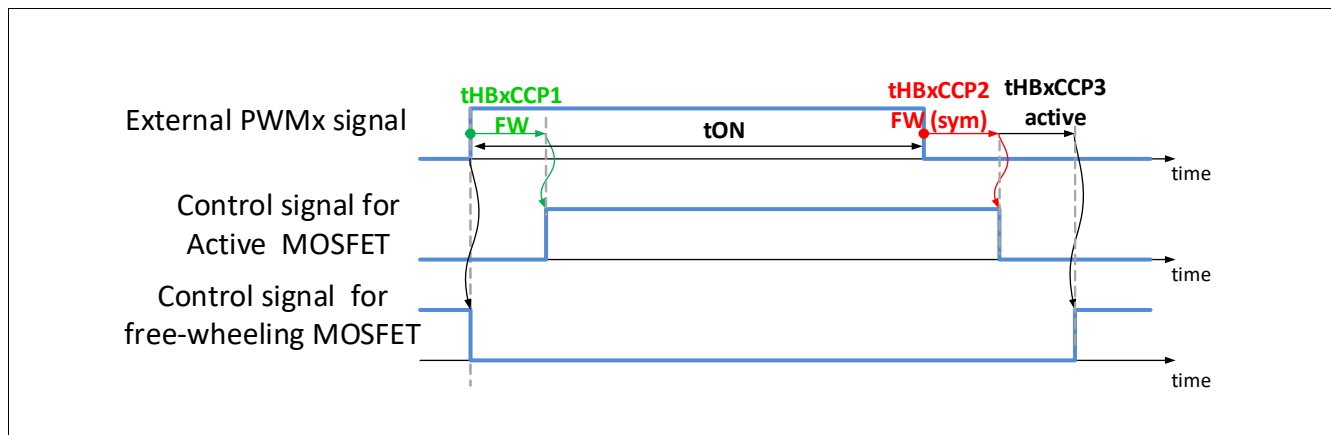 External PWMx signal
tHBxCCP1
FW
tON
tHBxCCP2
FW (sym)
tHBxCCP3
active
time
Control signal for
Active MOSFET
time
Control signal for
free-wheeling MOSFET
time